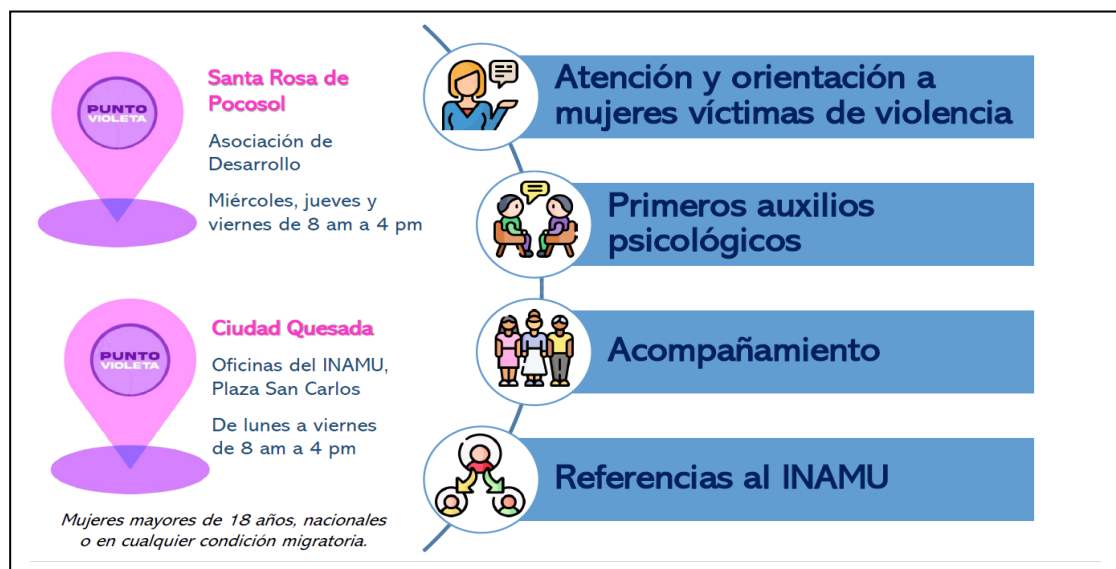 PUNTO
VIOLETA
Santa Rosa de
Pocosol
Asociación de
Desarrollo
Miércoles, jueves y
viernes de 8 am a 4 pm
PUNTO
VIOLETA
Ciudad Quesada
Oficinas del INAMU,
Plaza San Carlos
De lunes a viernes
de 8 am a 4 pm
Mujeres mayores de 18 años, nacionales
o en cualquier condición migratoria.
Atención y orientación a
mujeres víctimas de violencia
Primeros auxilios
psicológicos
Acompañamiento
Referencias al INAMU